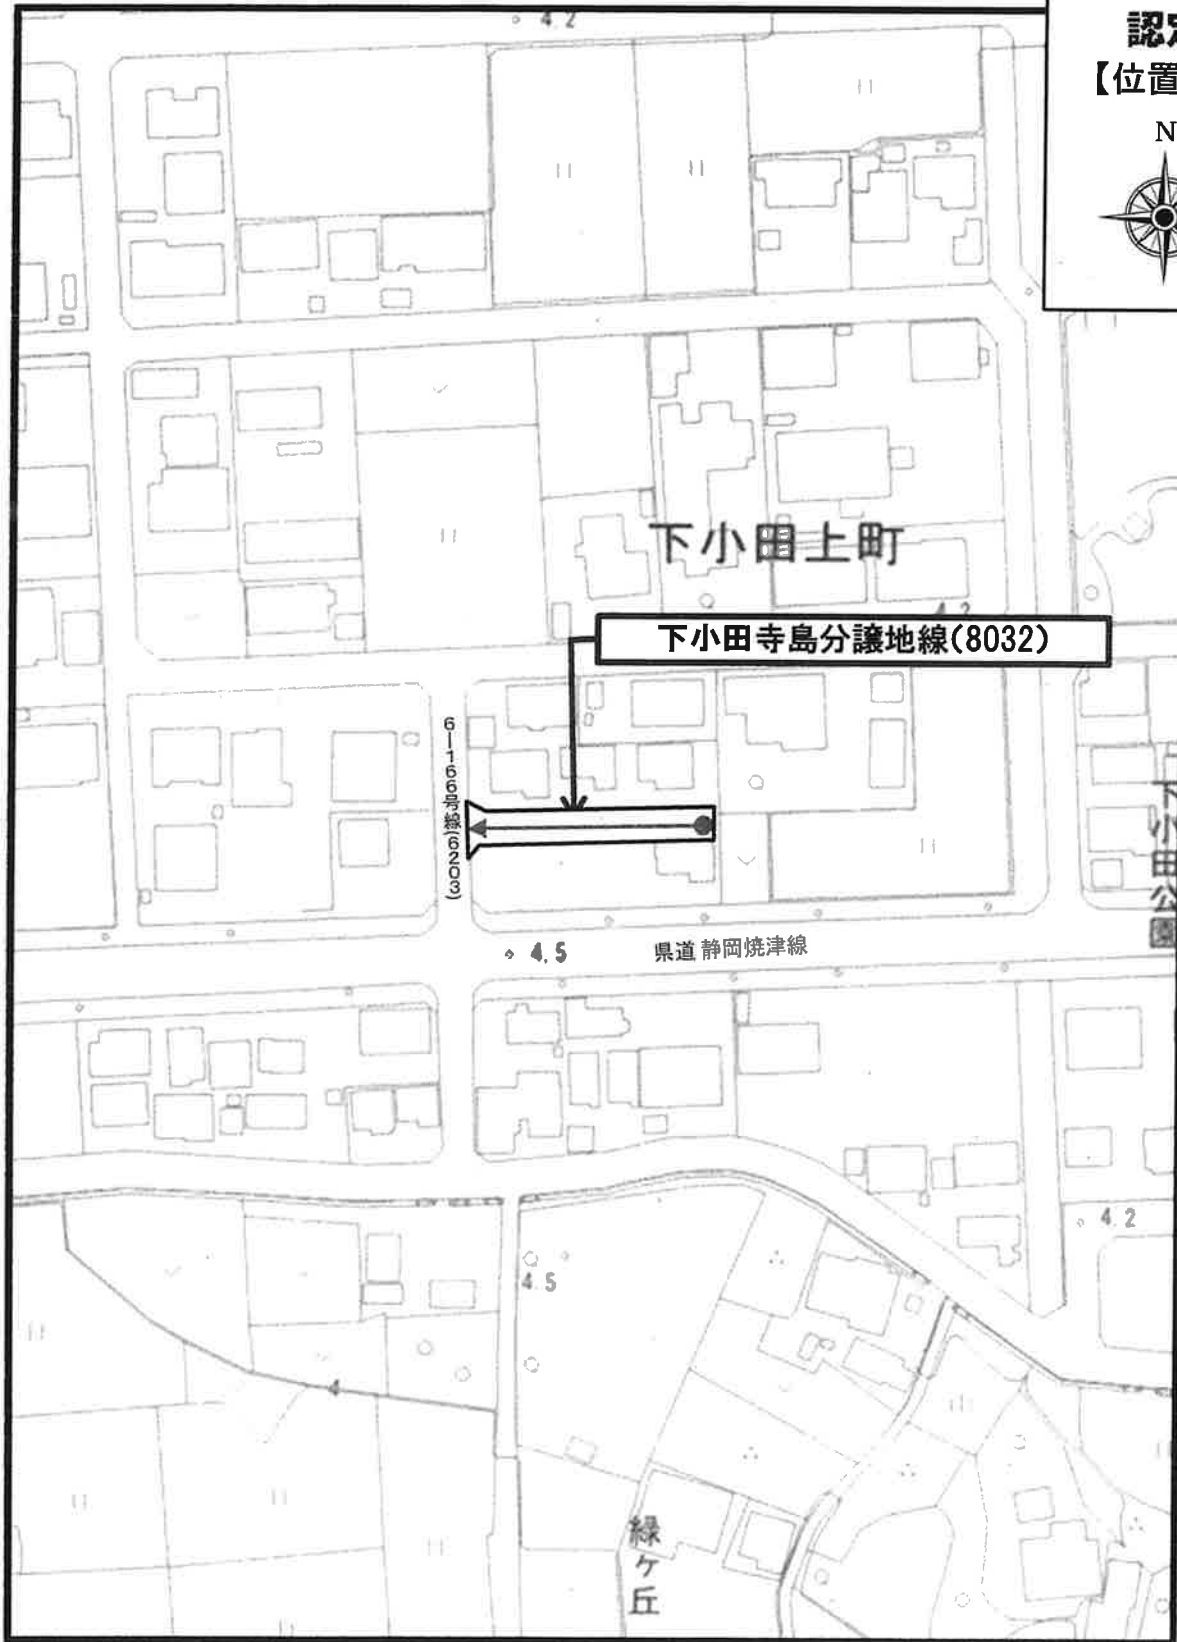 4.2
認定
【位置
N
下小田上町
4.2
下小田寺島分譲地線(8032)
6―166号線(6203)
下小田公園
4.5
県道 静岡焼津線
4.2
4.5
4
緑ヶ丘